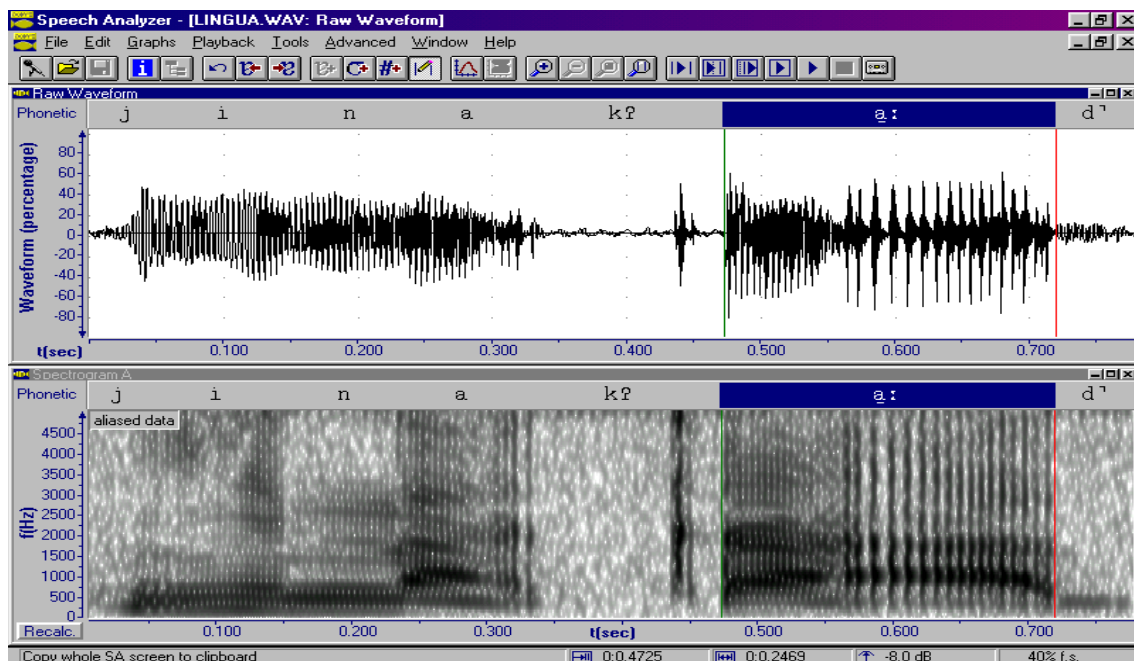 Speech Analyzer - [LINGUA.WAV: Raw Waveform]
File Edit Graphs Playback Tools Advanced Window Help
Raw Waveform
Phonetic j i n a kʔ a̰ː d̚
Waveform (percentage)
80
60
40
20
0
-20
-40
-60
-80
t(sec) 0.100 0.200 0.300 0.400 0.500 0.600 0.700
Spectrogram A
Phonetic j i n a kʔ a̰ː d̚
aliased data
f(Hz)
4500
4000
3500
3000
2500
2000
1500
1000
500
0
Recalc. 0.100 0.200 0.300 t(sec) 0.500 0.600 0.700
Copy whole SA screen to clipboard 0:0.4725 0:0.2469 -8.0 dB 40% f.s.